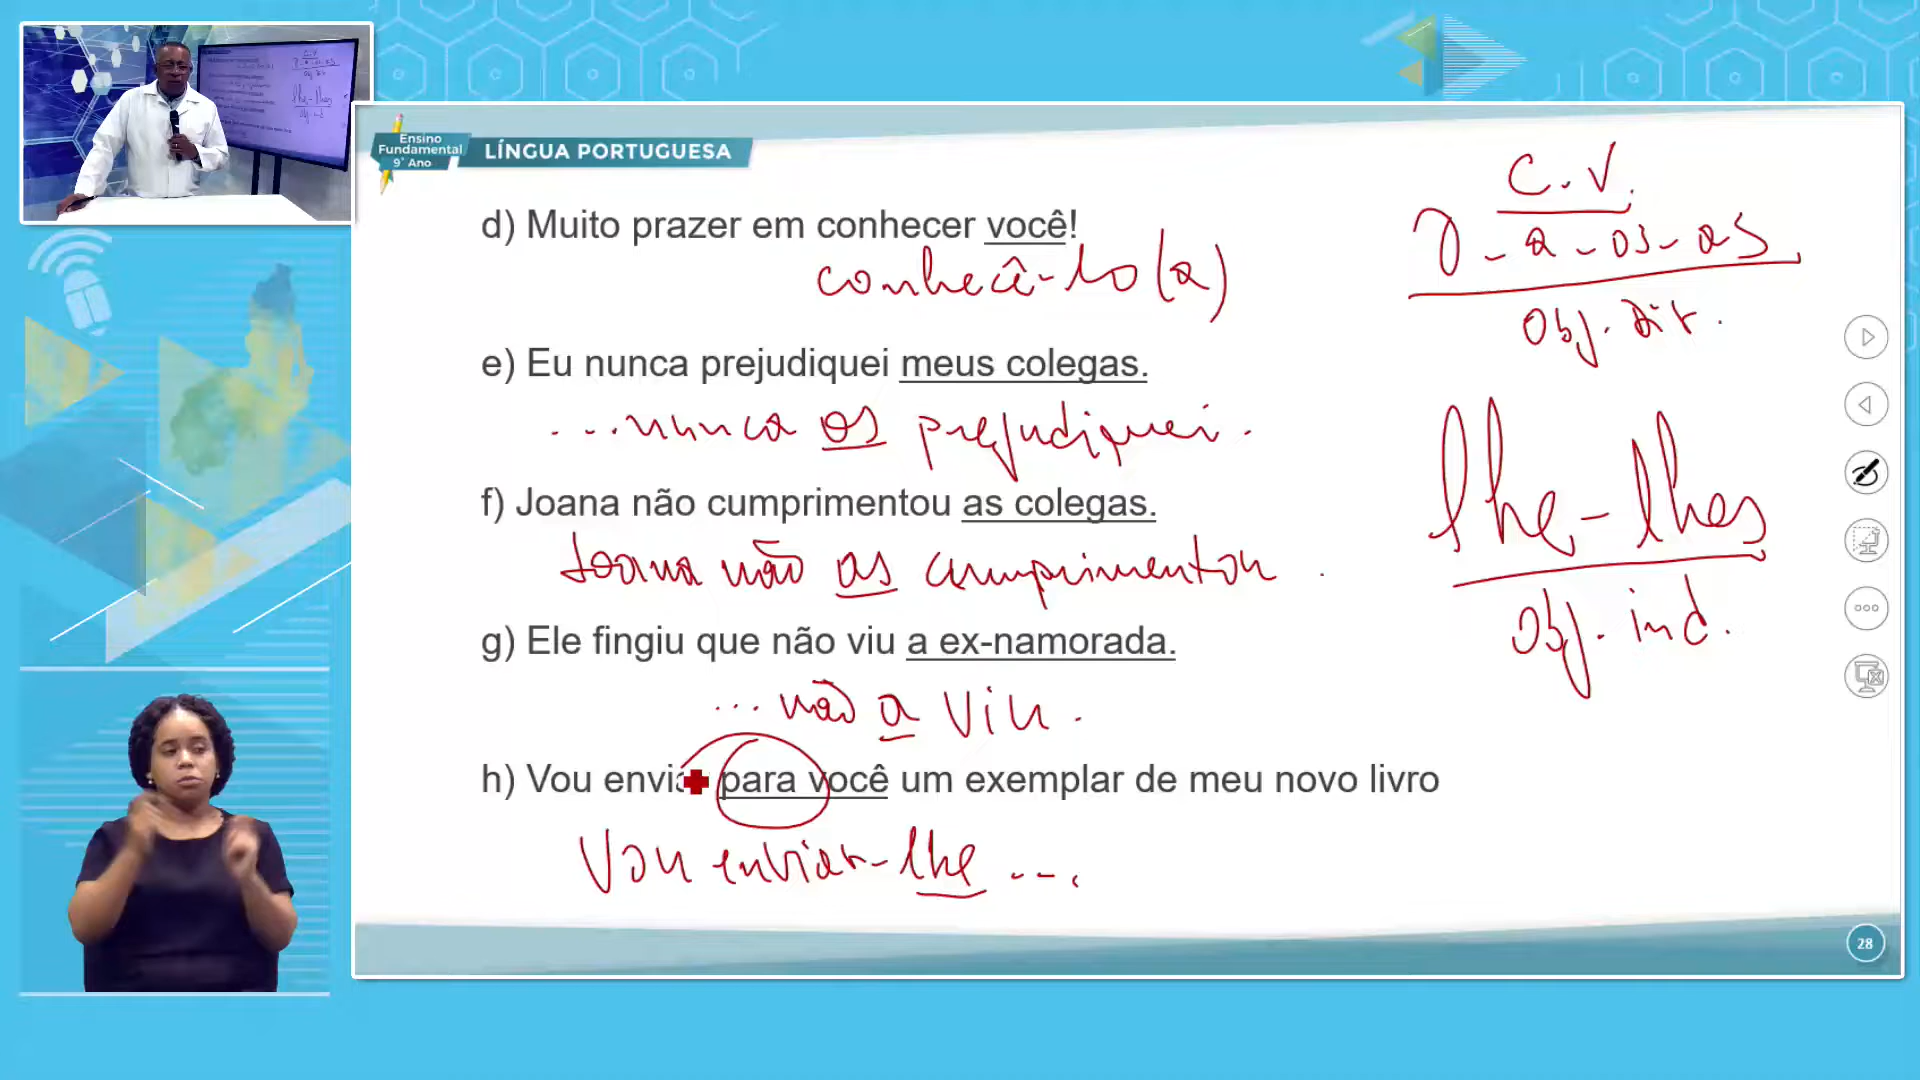 Ensino
Fundamental
9° Ano
LÍNGUA PORTUGUESA
d) Muito prazer em conhecer você!
conhecê-lo (a)
e) Eu nunca prejudiquei meus colegas.
...nunca os prejudiquei.
f) Joana não cumprimentou as colegas.
Joana não as cumprimentou.
g) Ele fingiu que não viu a ex-namorada.
... não a viu.
h) Vou envia para você um exemplar de meu novo livro
Vou enviar-lhe ....
C.V.
o - a - os - as
obj. dir.
lhe - lhes
obj. ind.
28